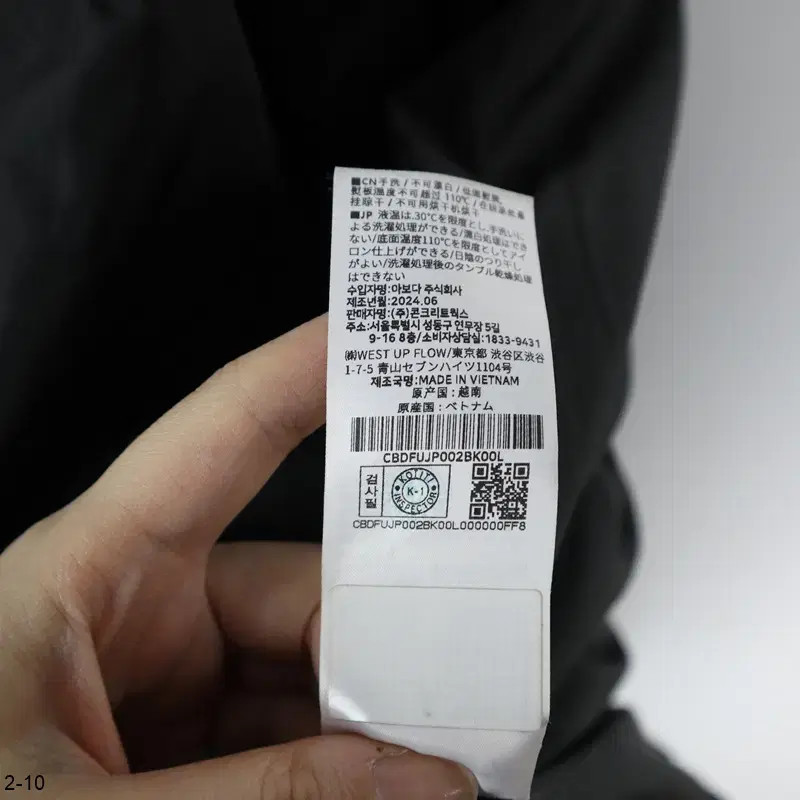 ■CN手洗 / 不可漂白 / 低温乾燥,
熨板温度不可超过 110℃ / 在阴凉处悬
挂晾干 / 不可用烘干机烘干
■JP 液温は.30℃を限度とし,手洗いに
よる洗濯処理ができる/漂白処理はでき
ない/底面温度110℃を限度としてアイ
ロン仕上げができる/日陰のつり干し
がよい/洗濯処理後のタンブル乾燥処理
はできない
수입자명:아보다 주식회사
제조년월:2024.06
판매자명:(주)콘크리트웍스
주소:서울특별시 성동구 연무장 5길
9-16 8층/소비자상담실:1833-9431
㈱WEST UP FLOW/東京都 渋谷区渋谷
1-7-5 青山セブンハイツ1104号
제조국명:MADE IN VIETNAM
原产国 : 越南
原産国 : ベトナム
CBDFUJP002BK00L
검사필
KOTITI
K-1
INSPECTOR
CBDFUJP002BK00L000000FF8
2-10